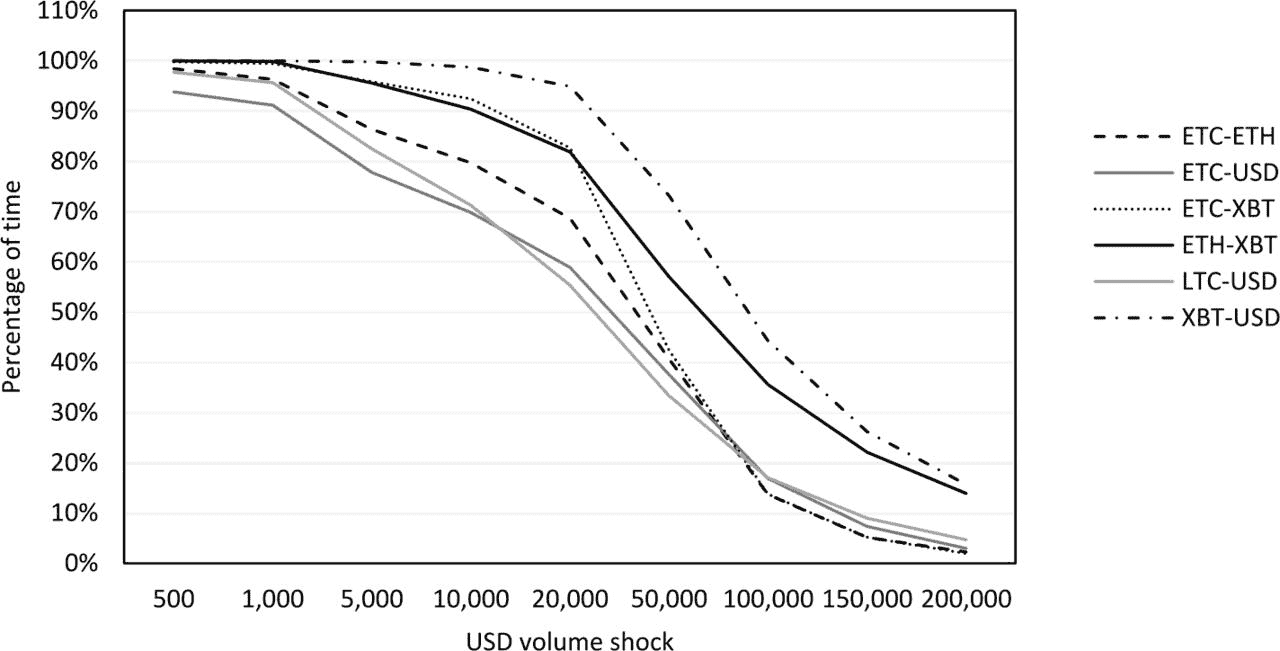 110%
100%
90%
80%
70%
60%
50%
40%
30%
20%
10%
0%
Percentage of time
500 1,000 5,000 10,000 20,000 50,000 100,000 150,000 200,000
USD volume shock
ETC-ETH
ETC-USD
ETC-XBT
ETH-XBT
LTC-USD
XBT-USD